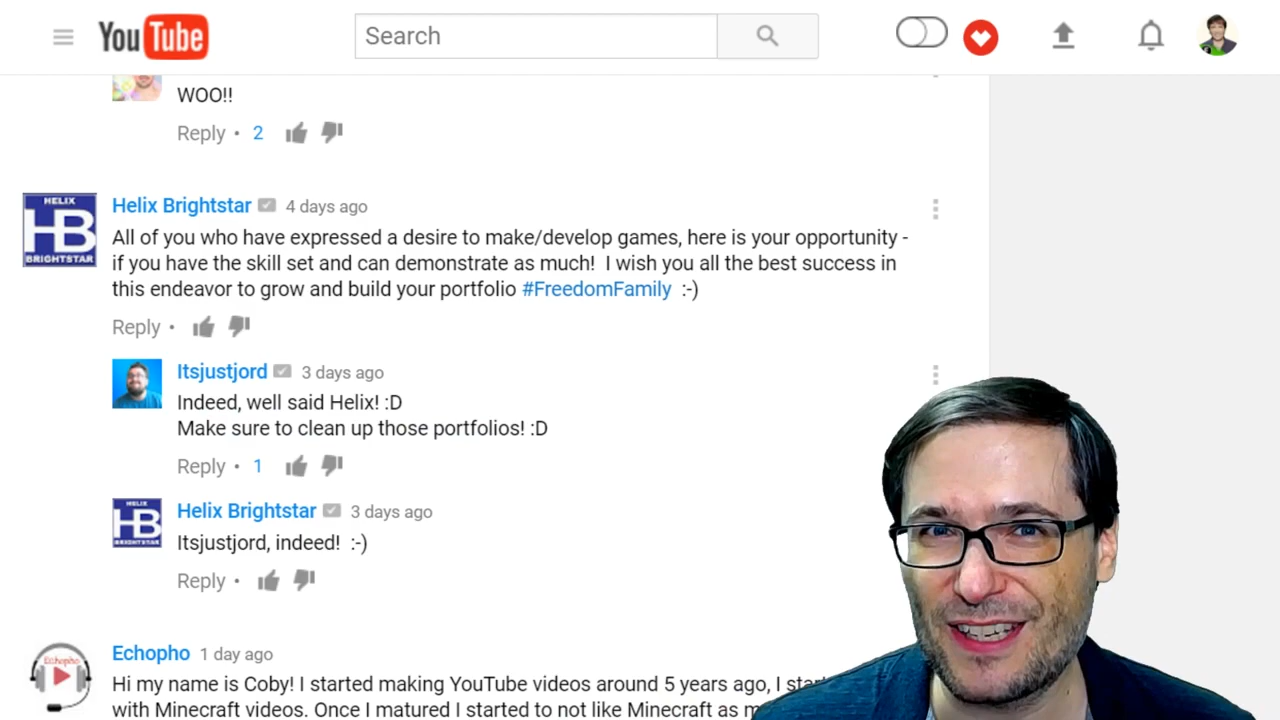 YouTube
Search
WOO!!
Reply • 2
HELIX
HB
BRIGHTSTAR
Helix Brightstar 4 days ago
All of you who have expressed a desire to make/develop games, here is your opportunity -
if you have the skill set and can demonstrate as much! I wish you all the best success in
this endeavor to grow and build your portfolio #FreedomFamily :-)
Reply •
Itsjustjord 3 days ago
Indeed, well said Helix! :D
Make sure to clean up those portfolios! :D
Reply • 1
HELIX
HB
BRIGHTSTAR
Helix Brightstar 3 days ago
Itsjustjord, indeed! :-)
Reply •
Echopho
Echopho 1 day ago
Hi my name is Coby! I started making YouTube videos around 5 years ago, I
with Minecraft videos. Once I matured I started to not like Minecraft as